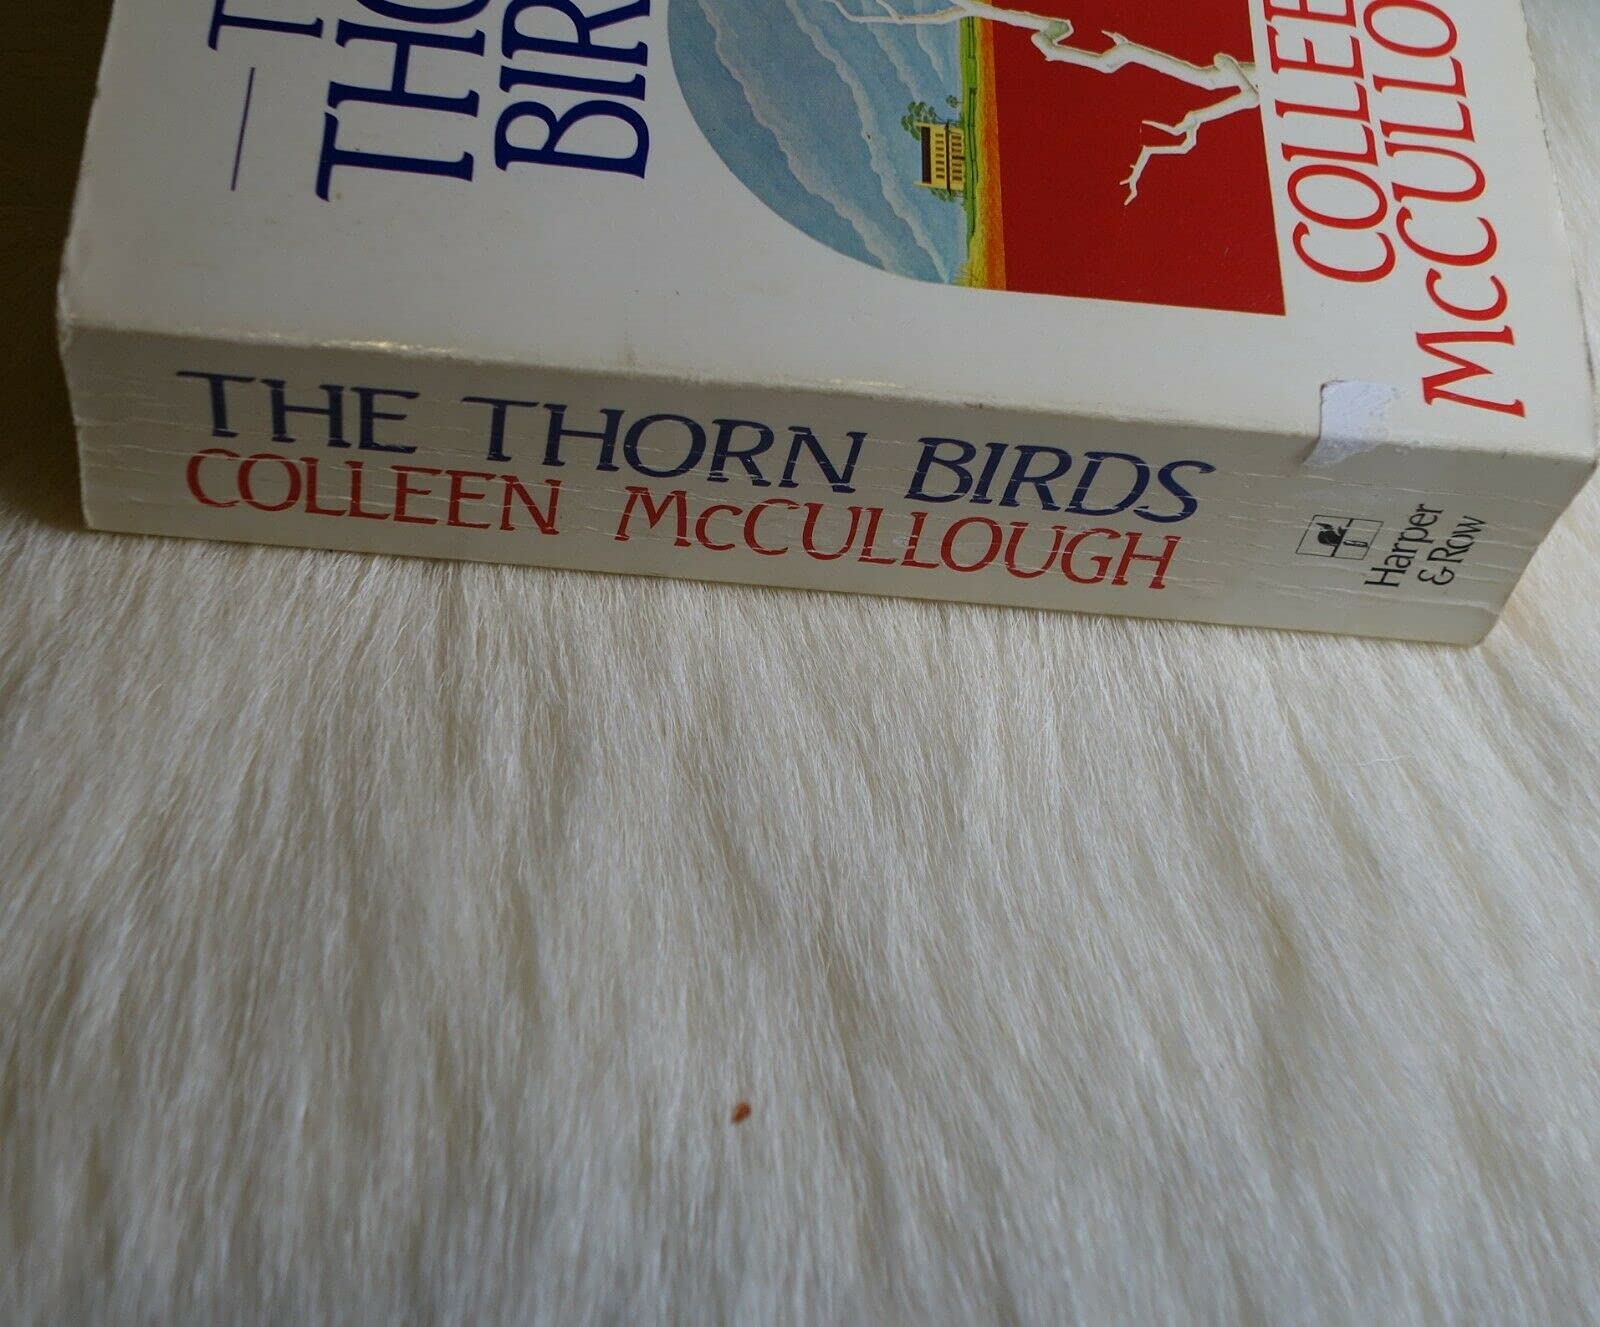 THE THORN BIRDS
COLLEEN McCULLOUGH
Harper
& Row